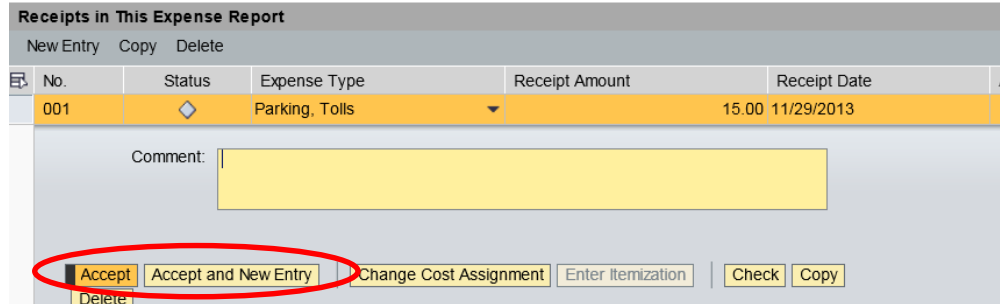 Receipts in This Expense Report
New Entry Copy Delete
No. Status Expense Type Receipt Amount Receipt Date
001 Parking, Tolls 15.00 11/29/2013
Comment:
Accept Accept and New Entry Change Cost Assignment Enter Itemization Check Copy
Delete